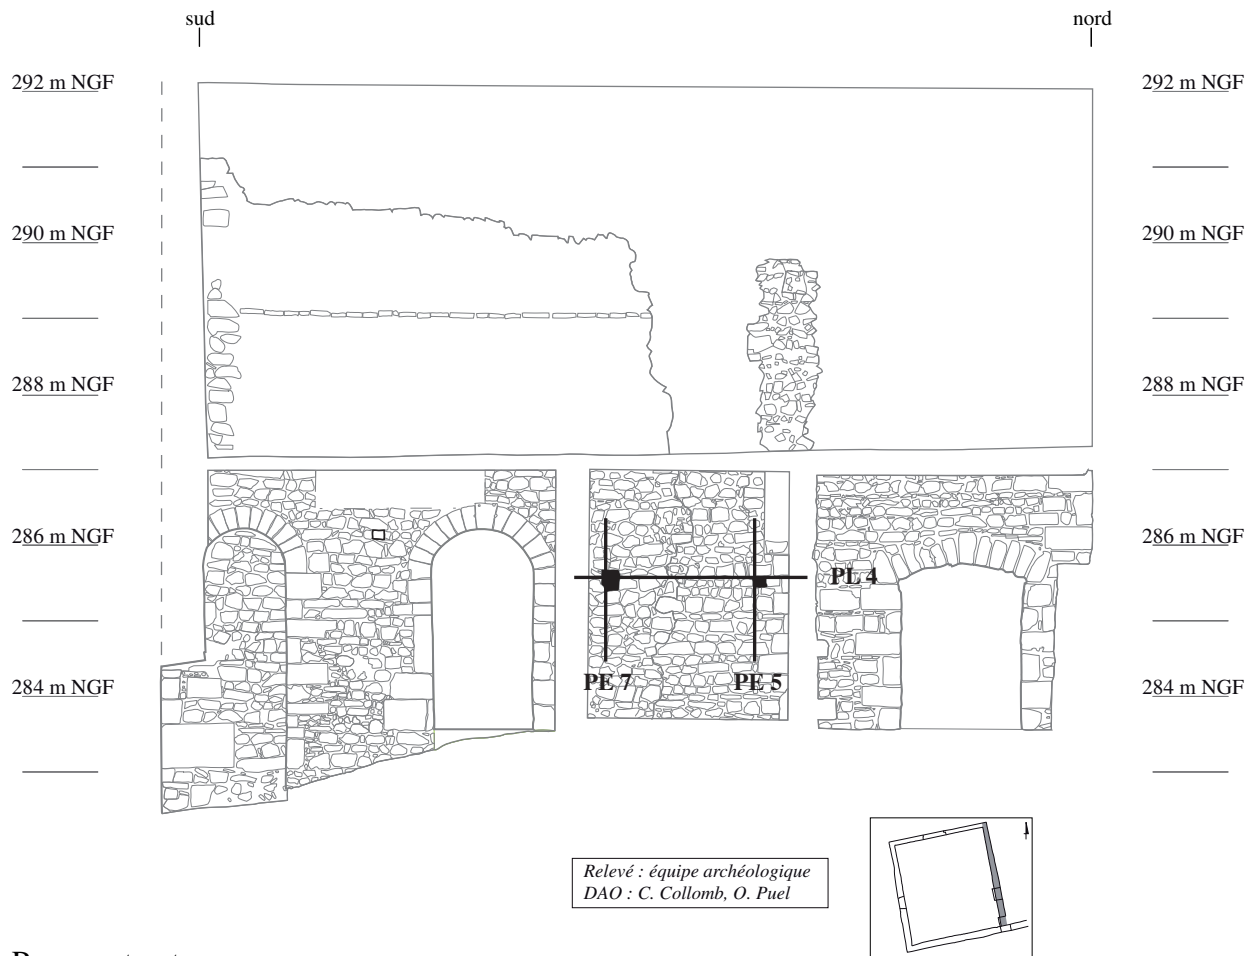 sud
nord
292 m NGF
292 m NGF
290 m NGF
290 m NGF
288 m NGF
288 m NGF
286 m NGF
286 m NGF
PL 4
284 m NGF
PE 7
PE 5
284 m NGF
Relevé : équipe archéologique
DAO : C. Collomb, O. Puel